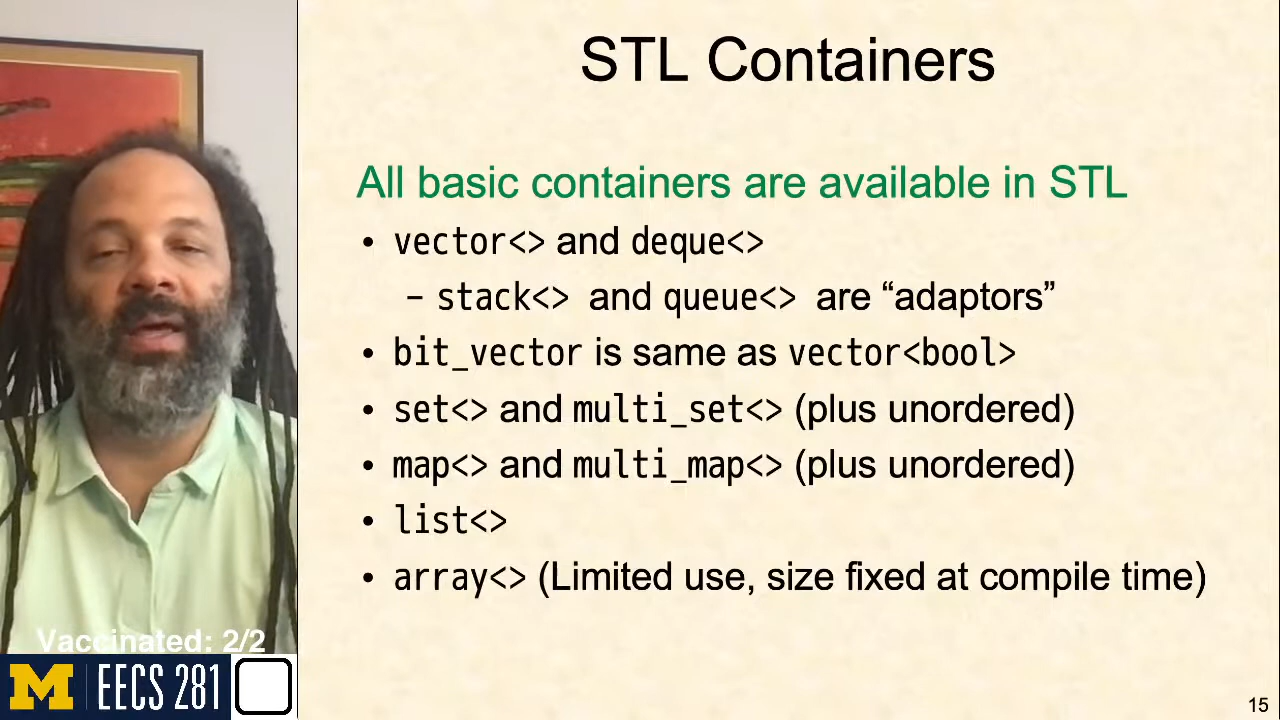 STL Containers
All basic containers are available in STL
• vector<> and deque<>
– stack<> and queue<> are “adaptors”
• bit_vector is same as vector<bool>
• set<> and multi_set<> (plus unordered)
• map<> and multi_map<> (plus unordered)
• list<>
• array<> (Limited use, size fixed at compile time)
Vaccinated: 2/2
M EECS 281
15